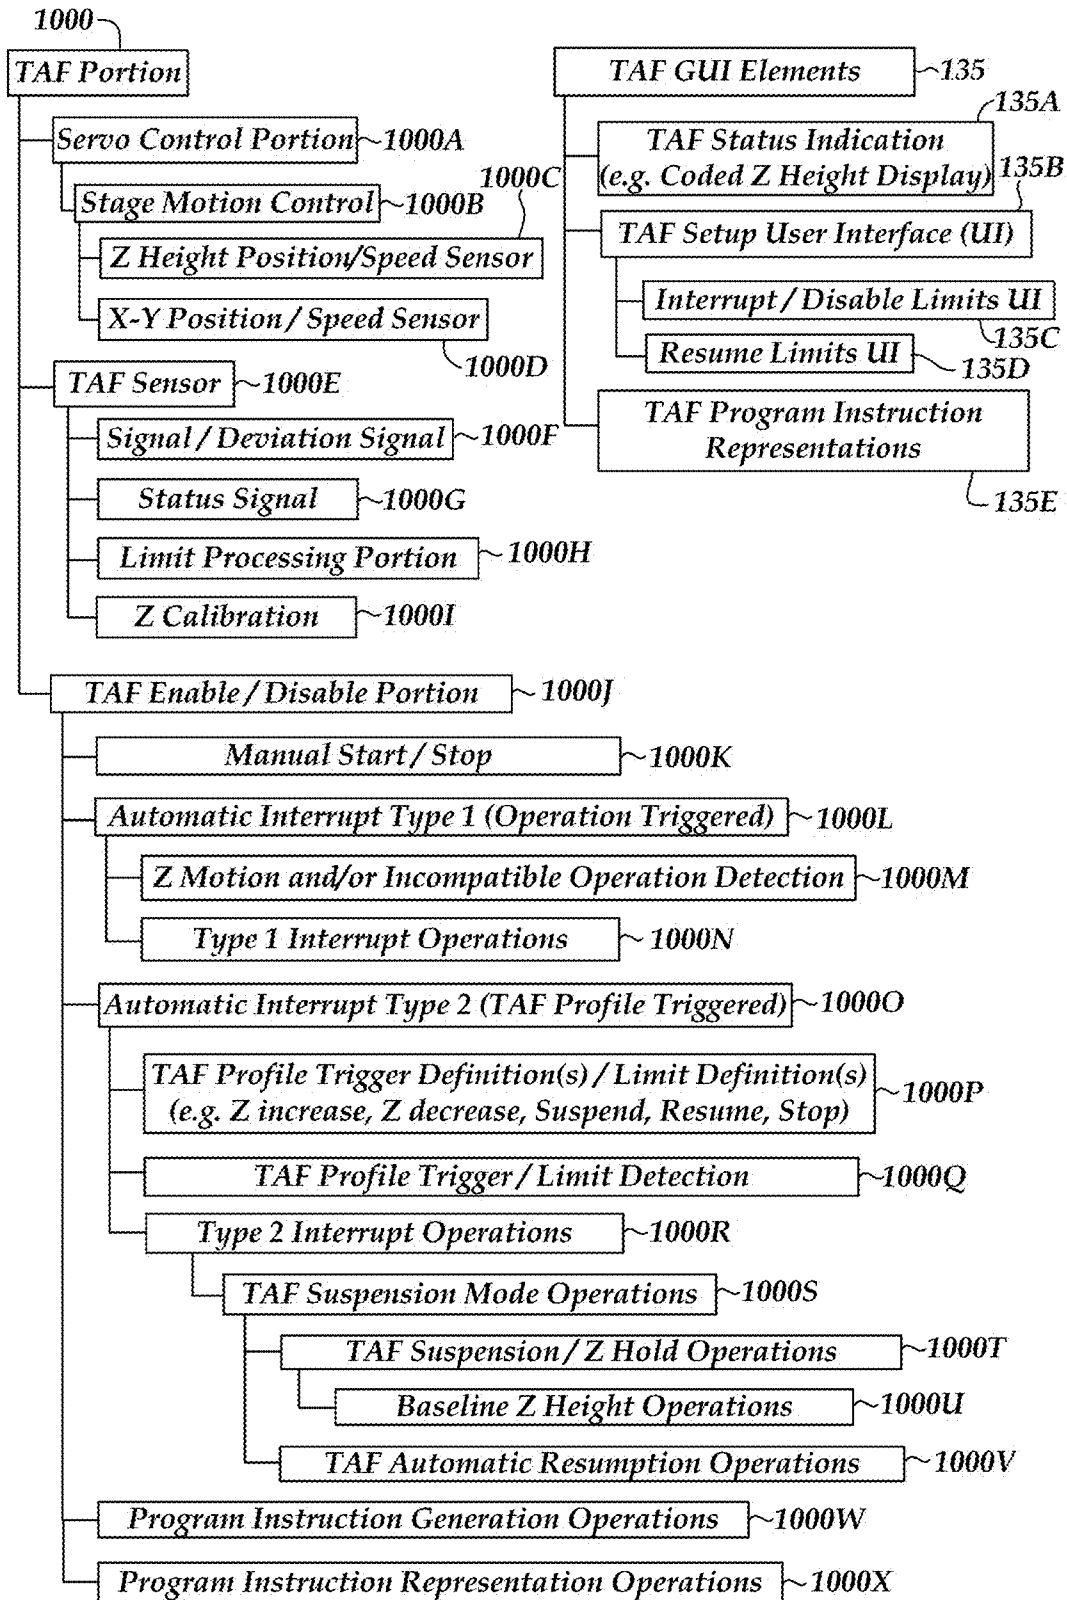 1000
TAF Portion
Servo Control Portion 1000A
1000C
Stage Motion Control 1000B
Z Height Position/Speed Sensor
X-Y Position / Speed Sensor
1000D
TAF Sensor 1000E
Signal / Deviation Signal 1000F
Status Signal 1000G
Limit Processing Portion 1000H
Z Calibration 1000I
TAF Enable / Disable Portion 1000J
Manual Start / Stop 1000K
Automatic Interrupt Type 1 (Operation Triggered) 1000L
Z Motion and/or Incompatible Operation Detection 1000M
Type 1 Interrupt Operations 1000N
Automatic Interrupt Type 2 (TAF Profile Triggered) 1000O
TAF Profile Trigger Definition(s) / Limit Definition(s)
(e.g. Z increase, Z decrease, Suspend, Resume, Stop) 1000P
TAF Profile Trigger / Limit Detection 1000Q
Type 2 Interrupt Operations 1000R
TAF Suspension Mode Operations 1000S
TAF Suspension / Z Hold Operations 1000T
Baseline Z Height Operations 1000U
TAF Automatic Resumption Operations 1000V
Program Instruction Generation Operations 1000W
Program Instruction Representation Operations 1000X
TAF GUI Elements 135
135A
TAF Status Indication
(e.g. Coded Z Height Display) 135B
TAF Setup User Interface (UI)
Interrupt / Disable Limits UI
135C
Resume Limits UI 135D
TAF Program Instruction
Representations
135E